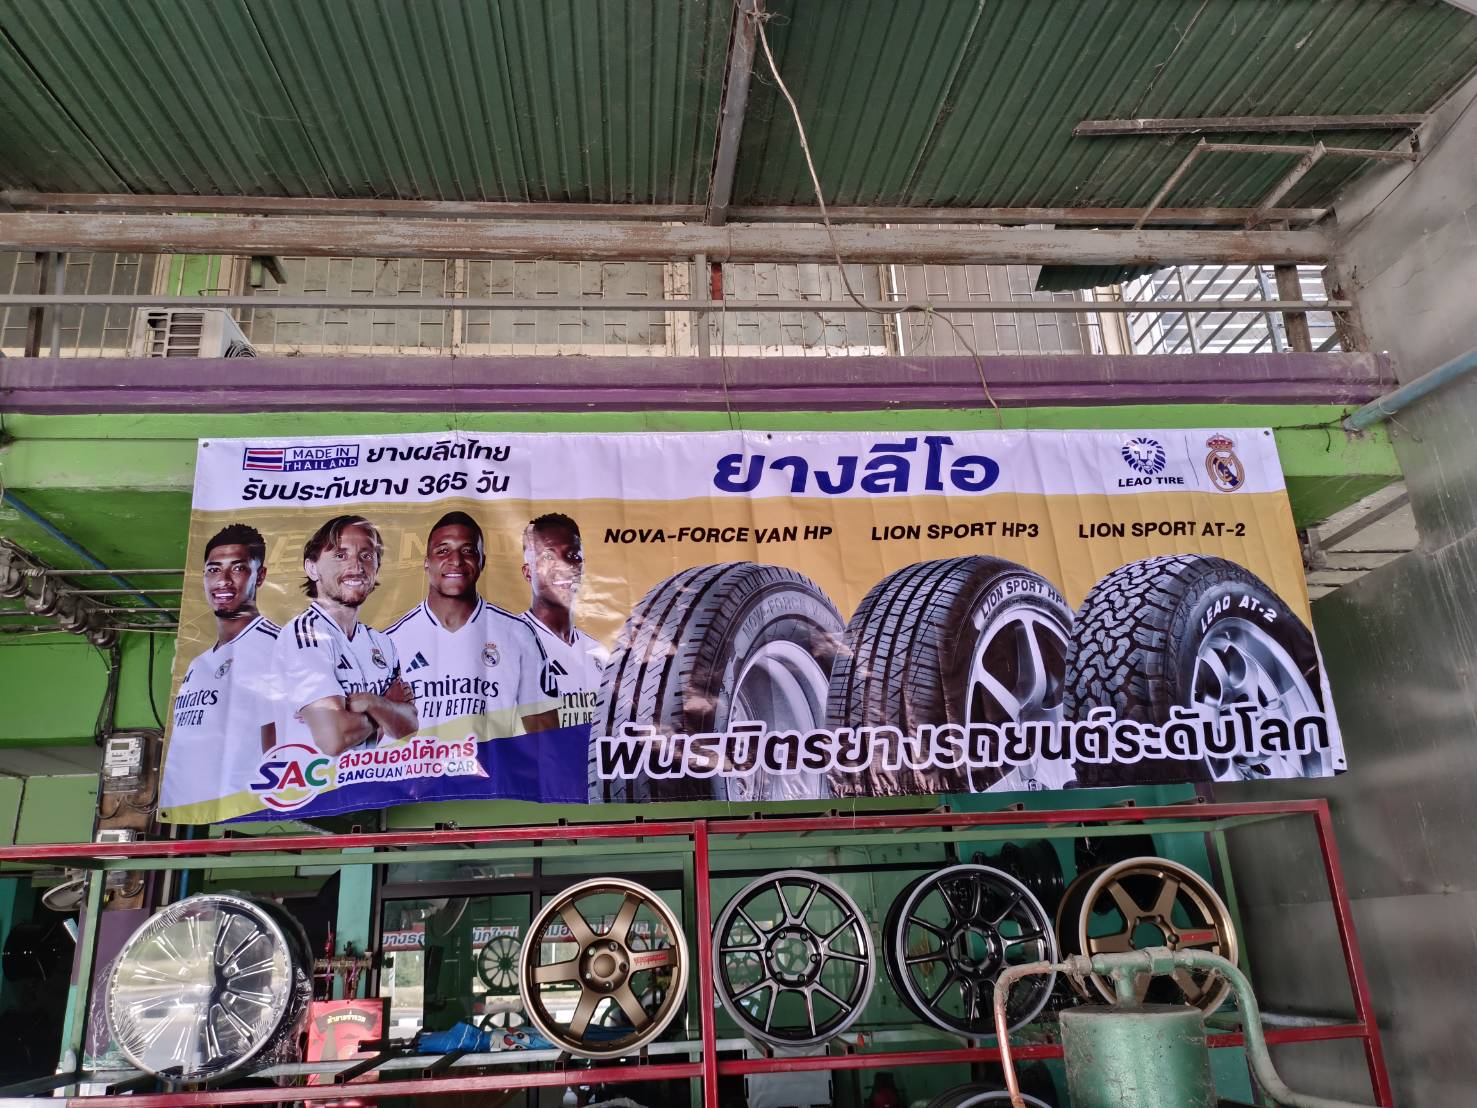 MADE IN
THAILAND
ยางผลิตไทย
รับประกันยาง 365 วัน
ยางลีโอ
LEAO TIRE
NOVA-FORCE VAN HP
LION SPORT HP3
LION SPORT AT-2
NOVA-FORCE
LION SPORT HP
LEAO AT-2
Emirates
FLY BETTER
Emirates
Emirates
FLY BETTER
FLY BETTER
พันธมิตรยางรถยนต์ระดับโลก
SAC
สงวนออโต้คาร์
SANGUAN AUTO CAR